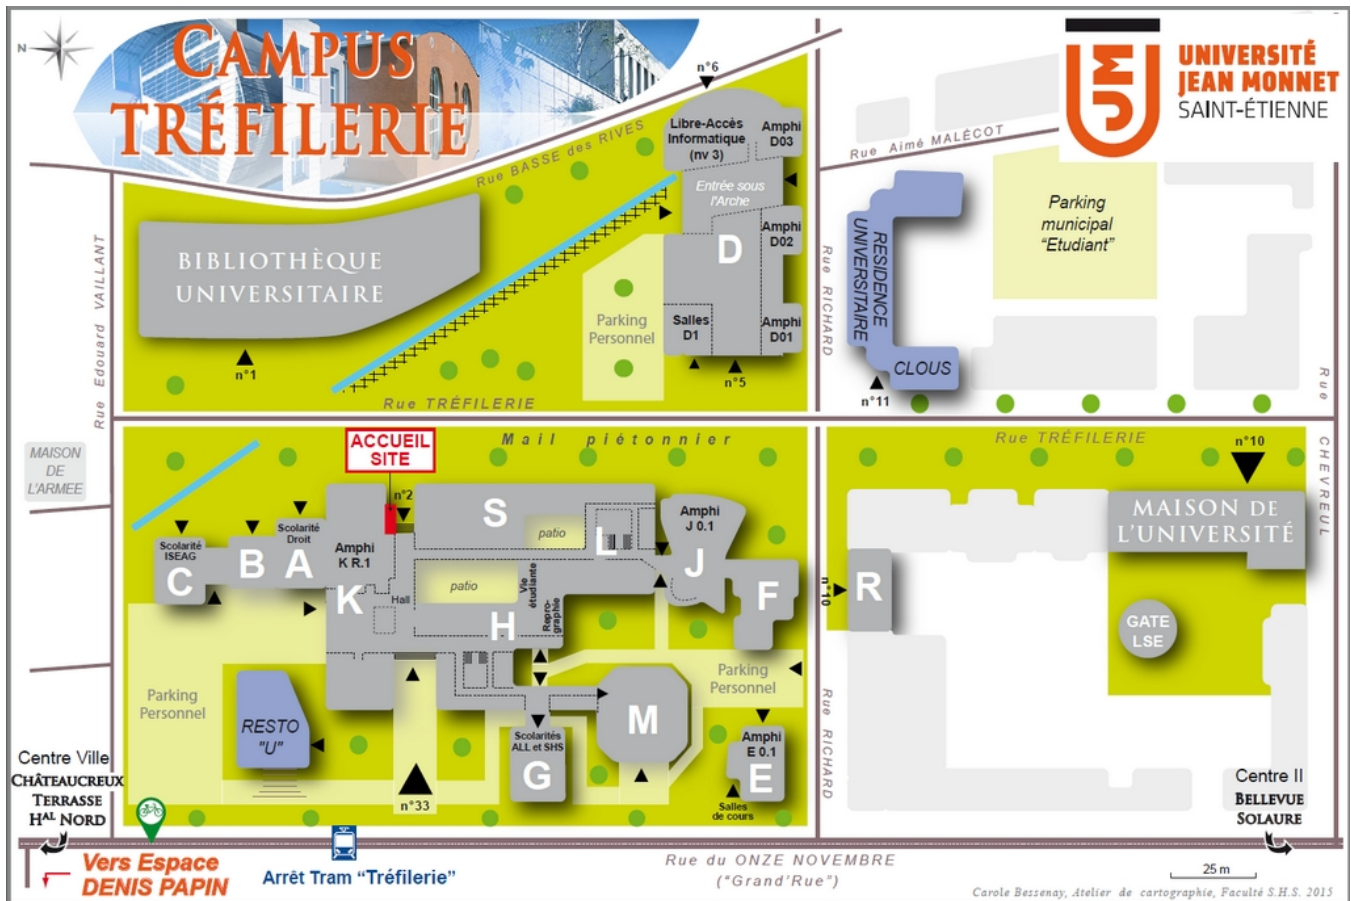 N
CAMPUS
TRÉFILERIE
UNIVERSITÉ
JEAN MONNET
SAINT-ÉTIENNE
UJM
n°6
Rue BASSE des RIVES
Libre-Accès
Informatique
(nv 3)
Amphi
D03
Entrée sous
l'Arche
Amphi
D02
D
Salles
D1
Amphi
D01
n°5
Parking
Personnel
Rue Aimé MALÉCOT
Parking
municipal
"Etudiant"
RESIDENCE
UNIVERSITAIRE
CLOUS
n°11
Rue RICHARD
Rue Edouard VAILLANT
BIBLIOTHÈQUE
UNIVERSITAIRE
n°1
Rue TRÉFILERIE
Rue
CHEVREUL
MAISON
DE
L'ARMEE
ACCUEIL
SITE
n°2
Mail piétonnier
Rue TRÉFILERIE
n°10
MAISON DE
L'UNIVERSITÉ
Scolarité
ISEAG
C
B
Scolarité
Droit
A
Amphi
K R.1
K
Hall
S
patio
L
patio
Vie
étudiante
Repro-
graphie
H
Amphi
J 0.1
J
F
n°10
R
GATE
LSE
Parking
Personnel
RESTO
"U"
Parking
Personnel
M
Scolarités
ALL et SHS
G
Amphi
E 0.1
E
Salles
de cours
n°33
Rue RICHARD
Centre Ville
CHÂTEAUCREUX
TERRASSE
HAL NORD
Centre II
BELLEVUE
SOLAURE
Vers Espace
DENIS PAPIN
Arrêt Tram "Tréfilerie"
Rue du ONZE NOVEMBRE
("Grand'Rue")
25 m
Carole Bessenay, Atelier de cartographie, Faculté S.H.S. 2015